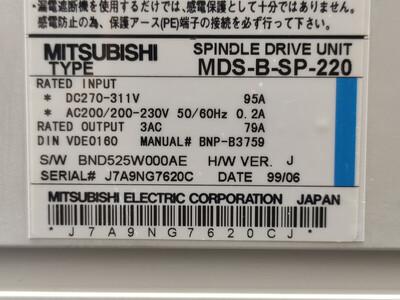 ・漏電遮断機を使用するだけでは、感電保護として十分ではありません。
為、感電保護、保護アース(PE)端子の接続を必ず行って下さい。
MITSUBISHI SPINDLE DRIVE UNIT
TYPE MDS-B-SP-220
RATED INPUT
* DC270-311V 95A
* AC200/200-230V 50/60Hz 0.2A
RATED OUTPUT 3AC 79A
DIN VDE0160 MANUAL# BNP-B3759
S/W BND525W000AE H/W VER. J
SERIAL# J7A9NG7620C DATE 99/06
MITSUBISHI ELECTRIC CORPORATION JAPAN
*J7A9NG7620CJ*